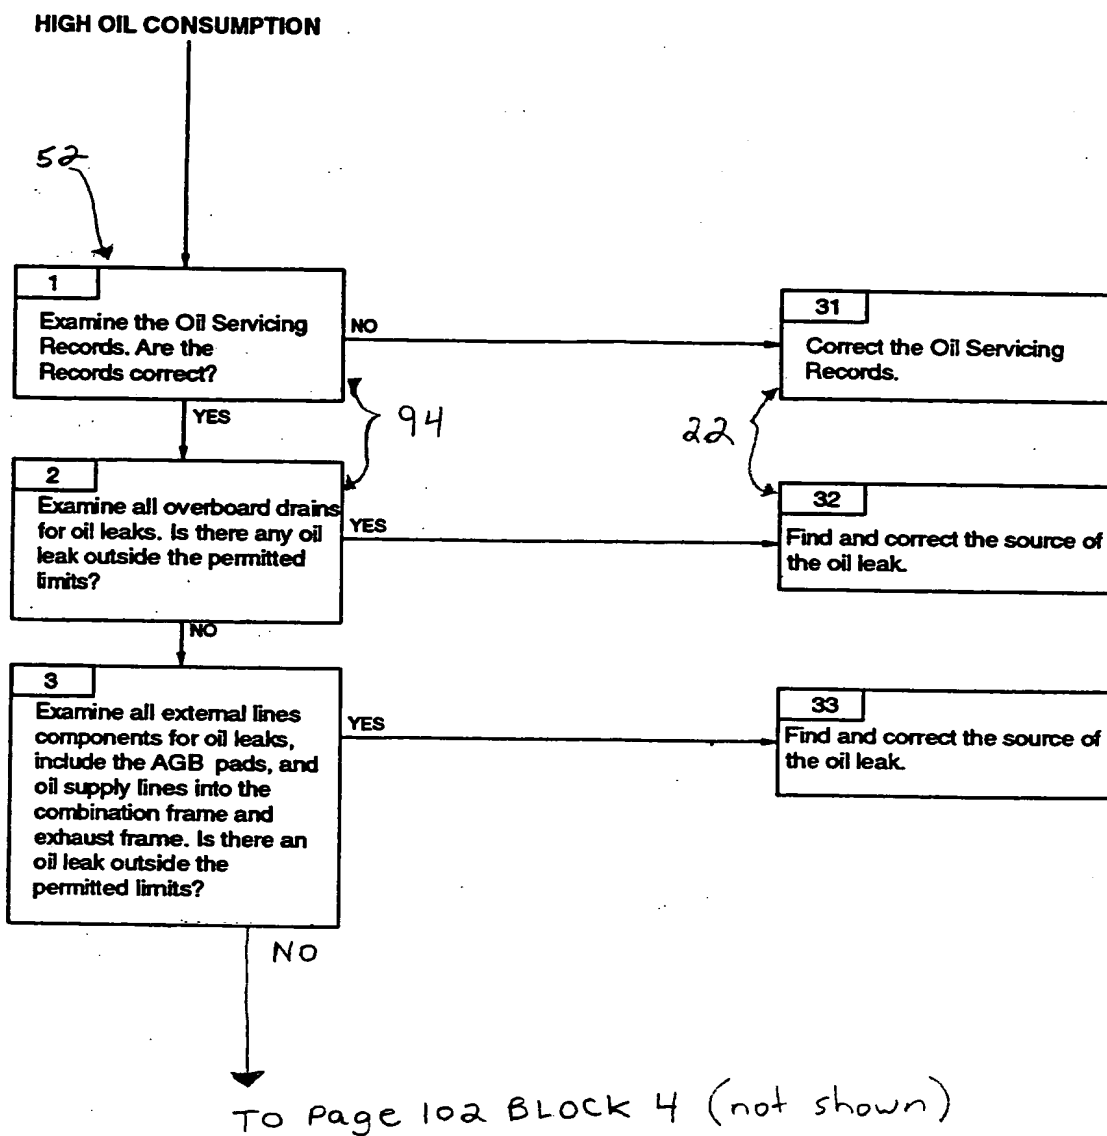 HIGH OIL CONSUMPTION
52
1
Examine the Oil Servicing
Records. Are the
Records correct?
NO
31
Correct the Oil Servicing
Records.
YES
94
22
2
Examine all overboard drains
for oil leaks. Is there any oil
leak outside the permitted
limits?
YES
32
Find and correct the source of
the oil leak.
NO
3
Examine all external lines
components for oil leaks,
include the AGB pads, and
oil supply lines into the
combination frame and
exhaust frame. Is there an
oil leak outside the
permitted limits?
YES
33
Find and correct the source of
the oil leak.
NO
TO Page 102 BLOCK 4 (not shown)